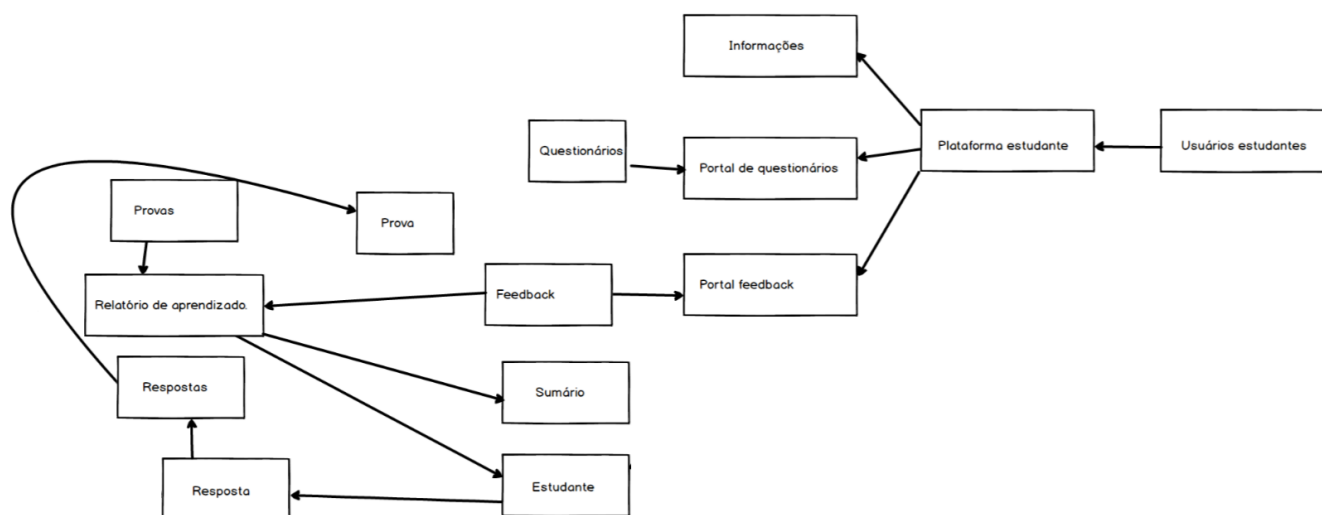 Informações
Questionários
Portal de questionários
Plataforma estudante
Usuários estudantes
Provas
Prova
Relatório de aprendizado.
Feedback
Portal feedback
Respostas
Sumário
Resposta
Estudante